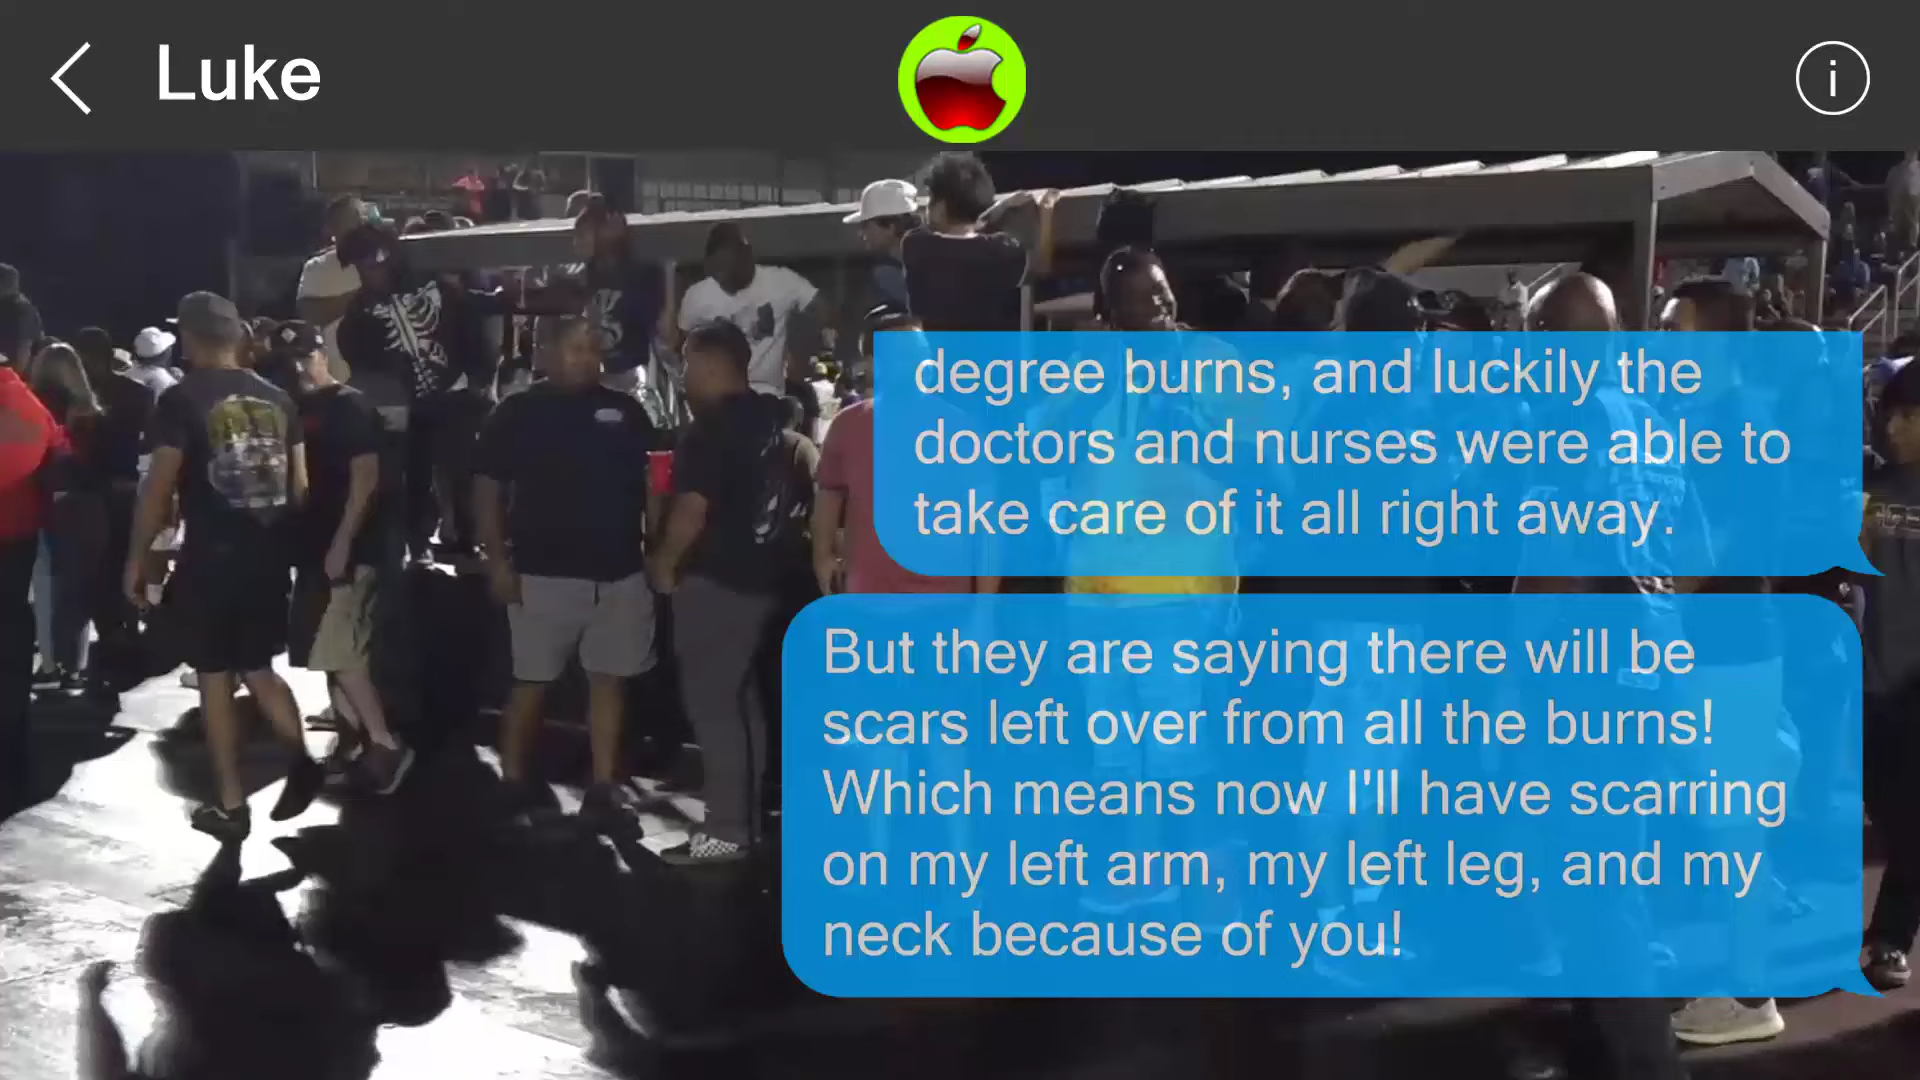 Luke
i
degree burns, and luckily the
doctors and nurses were able to
take care of it all right away.
But they are saying there will be
scars left over from all the burns!
Which means now I'll have scarring
on my left arm, my left leg, and my
neck because of you!